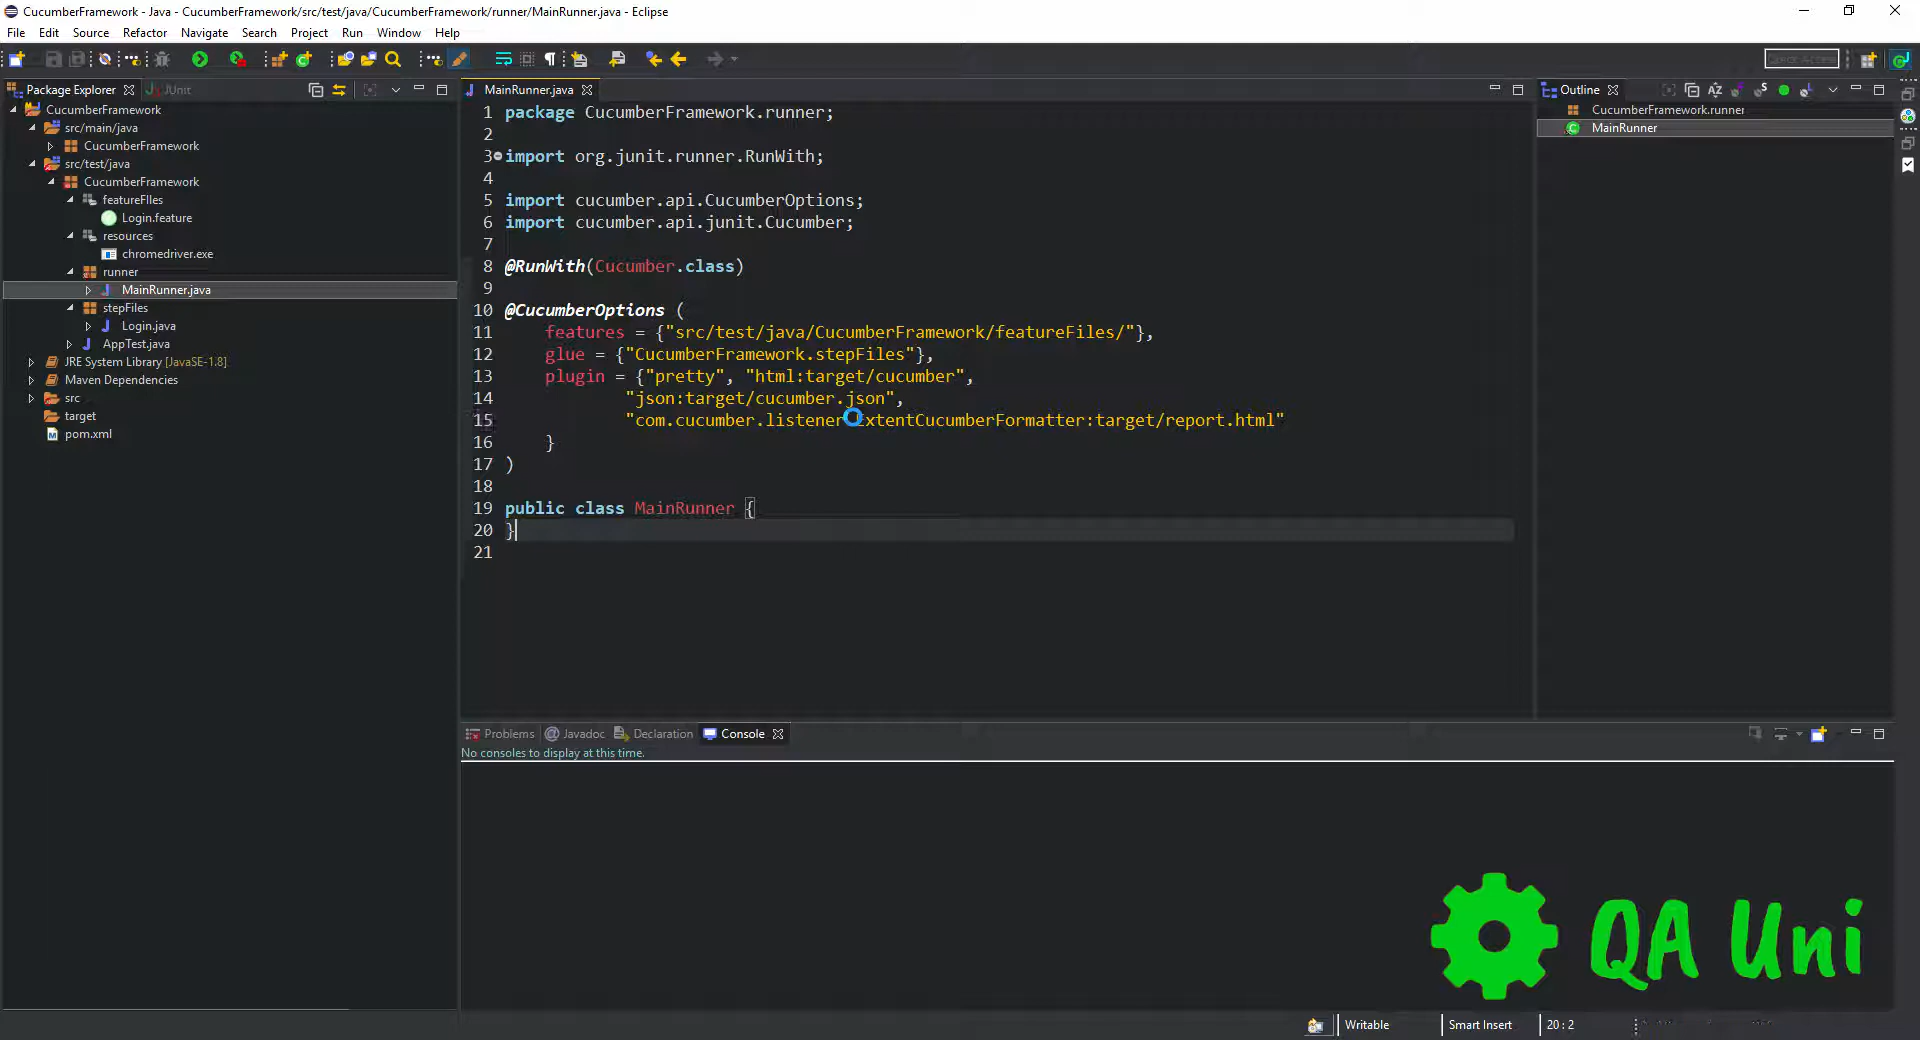 CucumberFramework - Java - CucumberFramework/src/test/java/CucumberFramework/runner/MainRunner.java - Eclipse
File Edit Source Refactor Navigate Search Project Run Window Help
Package Explorer JUnit
CucumberFramework
src/main/java
CucumberFramework
src/test/java
CucumberFramework
featureFIles
Login.feature
resources
chromedriver.exe
runner
MainRunner.java
stepFiles
Login.java
AppTest.java
JRE System Library [JavaSE-1.8]
Maven Dependencies
src
target
pom.xml
MainRunner.java
1 package CucumberFramework.runner;
2
3 import org.junit.runner.RunWith;
4
5 import cucumber.api.CucumberOptions;
6 import cucumber.api.junit.Cucumber;
7
8 @RunWith(Cucumber.class)
9
10 @CucumberOptions (
11 features = {"src/test/java/CucumberFramework/featureFiles/"},
12 glue = {"CucumberFramework.stepFiles"},
13 plugin = {"pretty", "html:target/cucumber",
14 "json:target/cucumber.json",
15 "com.cucumber.listener xtentCucumberFormatter:target/report.html"
16 }
17 )
18
19 public class MainRunner {
20 }
21
Outline
CucumberFramework.runner
MainRunner
Problems Javadoc Declaration Console
No consoles to display at this time.
QA Uni
Writable Smart Insert 20 : 2